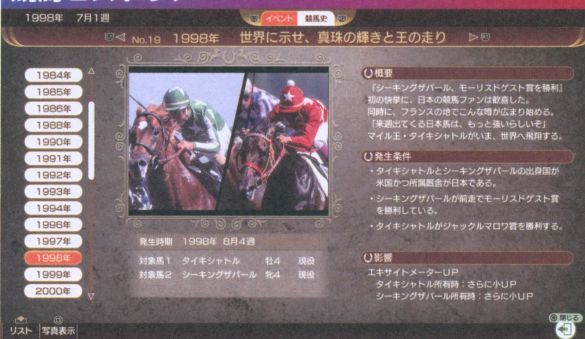 1998年 7月1週
イベント 競馬史
No.19 1998年 世界に示せ、真珠の輝きと王の走り
1984年
1985年
1986年
1988年
1990年
1991年
1992年
1993年
1994年
1996年
1997年
1998年
1999年
2000年
発生時期 1998年 8月4週
対象馬1 タイキシャトル 牡4 現役
対象馬2 シーキングザパール 牝4 現役
概要
『シーキングザパール、モーリスドゲスト賞を勝利』
初の快挙に、日本の競馬ファンは歓喜した。
同時に、フランスの地でこんな噂が広まり始める。
「来週出てくる日本馬は、もっと強いらしいぞ」
マイル王・タイキシャトルがいま、世界へ飛翔する。
発生条件
・タイキシャトルとシーキングザパールの出身国が
米国かつ所属厩舎が日本である。
・シーキングザパールが前走でモーリスドゲスト賞
を勝利している。
・タイキシャトルがジャックルマロワ賞を勝利する。
影響
エキサイトメーターUP
タイキシャトル所有時：さらに小UP
シーキングザパール所有時：さらに小UP
リスト 写真表示
閉じる